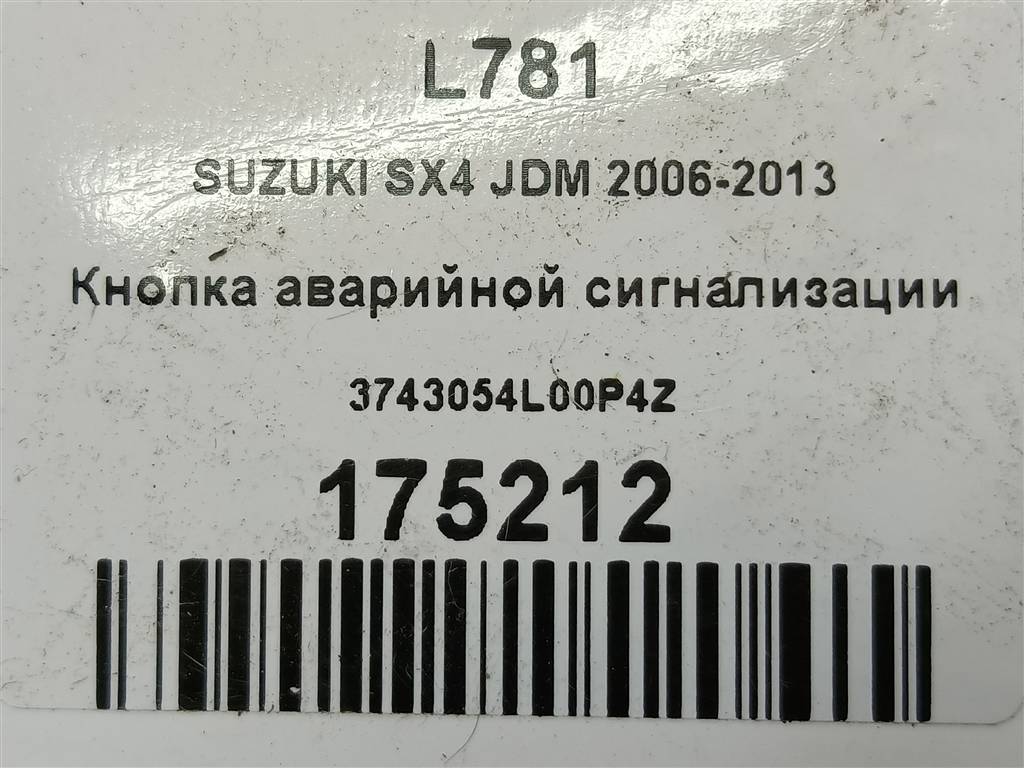 L781
SUZUKI SX4 JDM 2006-2013
Кнопка аварийной сигнализации
3743054L00P4Z
175212